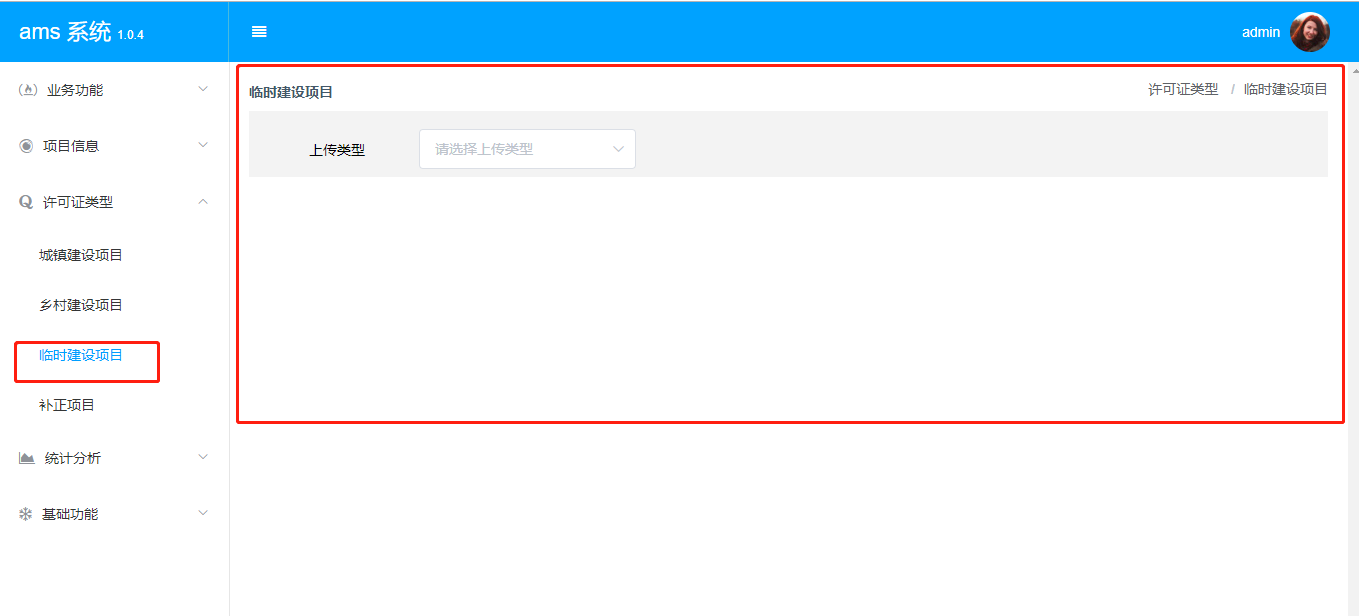 ams 系统 1.0.4
admin
业务功能
项目信息
许可证类型
城镇建设项目
乡村建设项目
临时建设项目
补正项目
统计分析
基础功能
临时建设项目
许可证类型 / 临时建设项目
上传类型 请选择上传类型